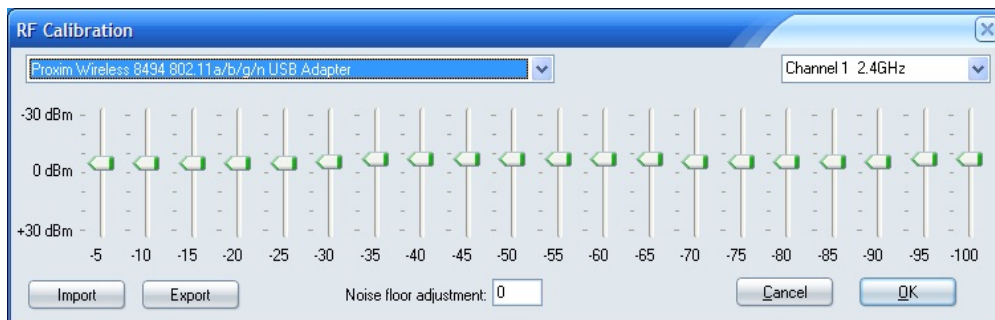 RF Calibration
Proxim Wireless 8494 802.11a/b/g/n USB Adapter
Channel 1 2.4GHz
-30 dBm
0 dBm
+30 dBm
-5 -10 -15 -20 -25 -30 -35 -40 -45 -50 -55 -60 -65 -70 -75 -80 -85 -90 -95 -100
Import Export Noise floor adjustment: 0 Cancel OK